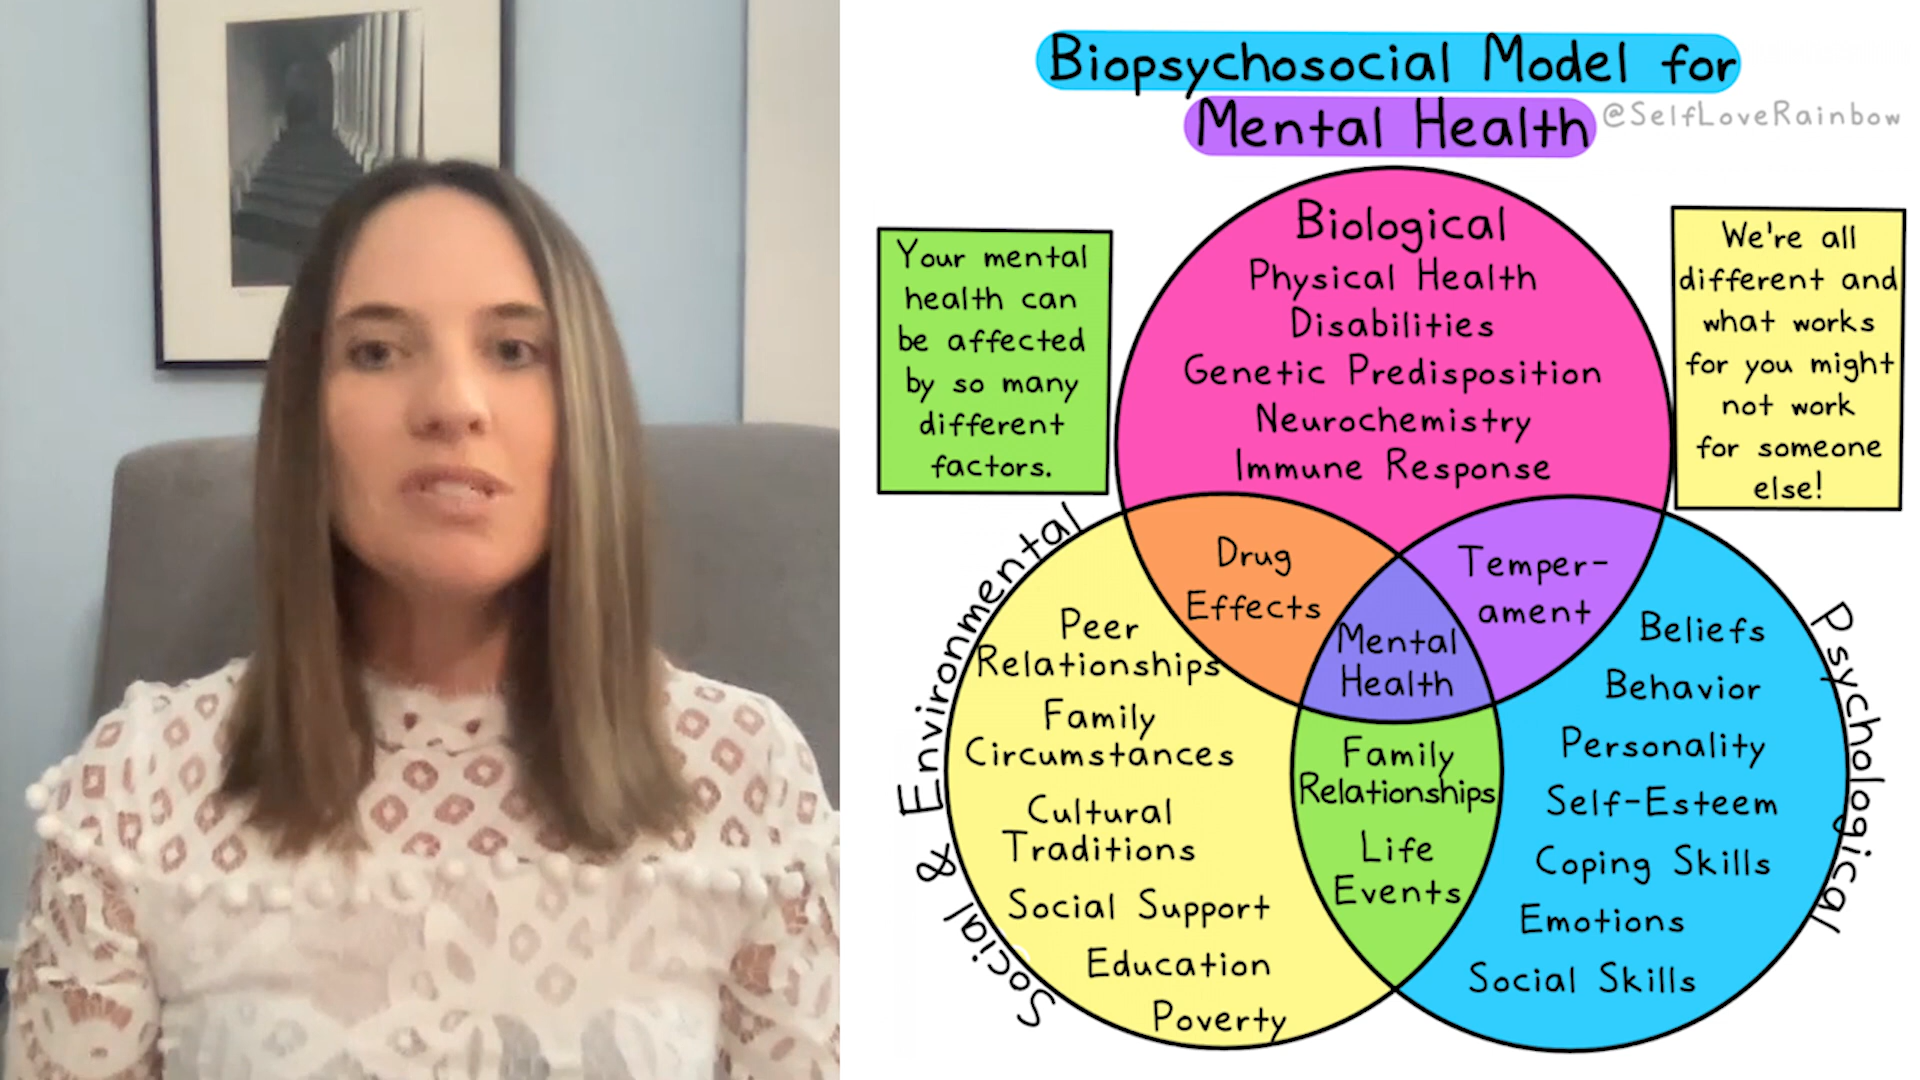 Biopsychosocial Model for
Mental Health
@SelfLoveRainbow
Your mental
health can
be affected
by so many
different
factors.
We're all
different and
what works
for you might
not work
for someone
else!
Biological
Physical Health
Disabilities
Genetic Predisposition
Neurochemistry
Immune Response
Drug
Effects
Temper-
ament
Mental
Health
Social & Environmental
Peer
Relationships
Family
Circumstances
Cultural
Traditions
Social Support
Education
Poverty
Family
Relationships
Life
Events
Psychological
Beliefs
Behavior
Personality
Self-Esteem
Coping Skills
Emotions
Social Skills